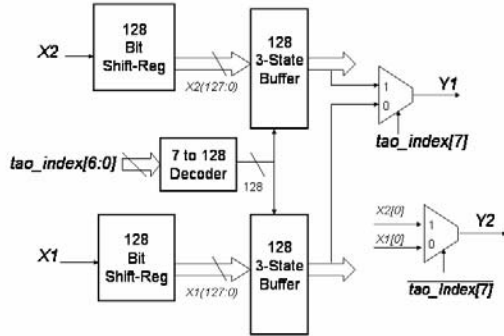 X2
128
Bit
Shift-Reg
X2(127:0)
128
3-State
Buffer
1
0
Y1
tao_index[7]
tao_index[6:0]
7 to 128
Decoder
128
X1
128
Bit
Shift-Reg
X1(127:0)
128
3-State
Buffer
X2[0]
X1[0]
1
0
Y2
tao_index[7]